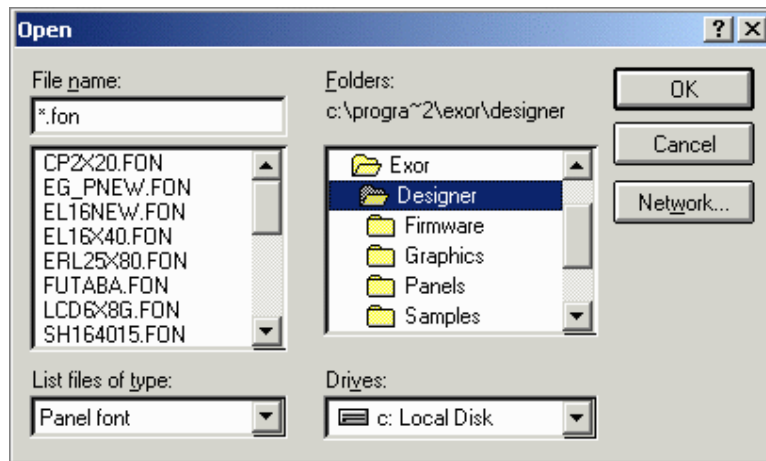 Open
File name:
*.fon
CP2X20.FON
EG_PNEW.FON
EL16NEW.FON
EL16X40.FON
ERL25X80.FON
FUTABA.FON
LCD6X8G.FON
SH164015.FON
List files of type:
Panel font
Folders:
c:\progra~2\exor\designer
Exor
Designer
Firmware
Graphics
Panels
Samples
Drives:
c: Local Disk
OK
Cancel
Network...